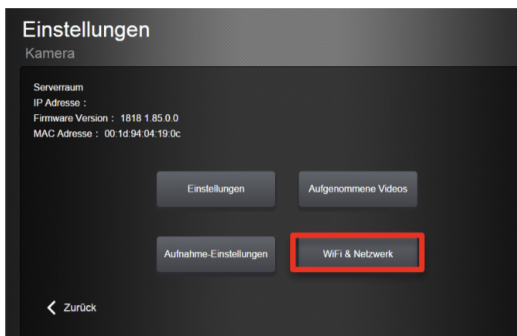 Einstellungen
Kamera
Serverraum
IP Adresse :
Firmware Version : 1818 1.85.0.0
MAC Adresse : 00:1d:94:04:19:0c
Einstellungen
Aufgenommene Videos
Aufnahme-Einstellungen
WiFi & Netzwerk
Zurück